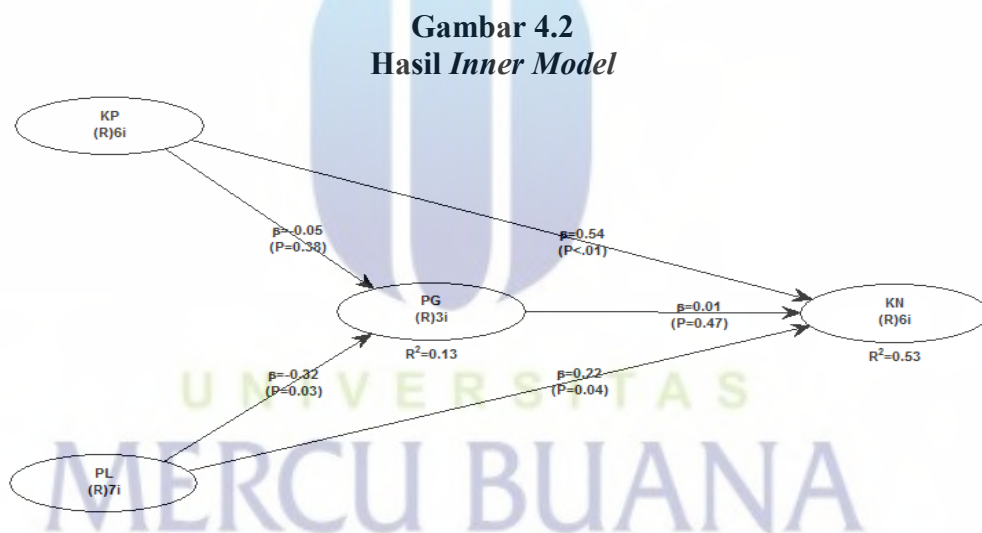 Gambar 4.2
Hasil Inner Model
KP
(R)6i
β=-0.05
(P=0.38)
β=0.54
(P<.01)
PG
(R)3i
R²=0.13
β=0.01
(P=0.47)
KN
(R)6i
R²=0.53
β=-0.32
(P=0.03)
β=0.22
(P=0.04)
UNIVERSITAS
PL
(R)7i
MERCU BUANA